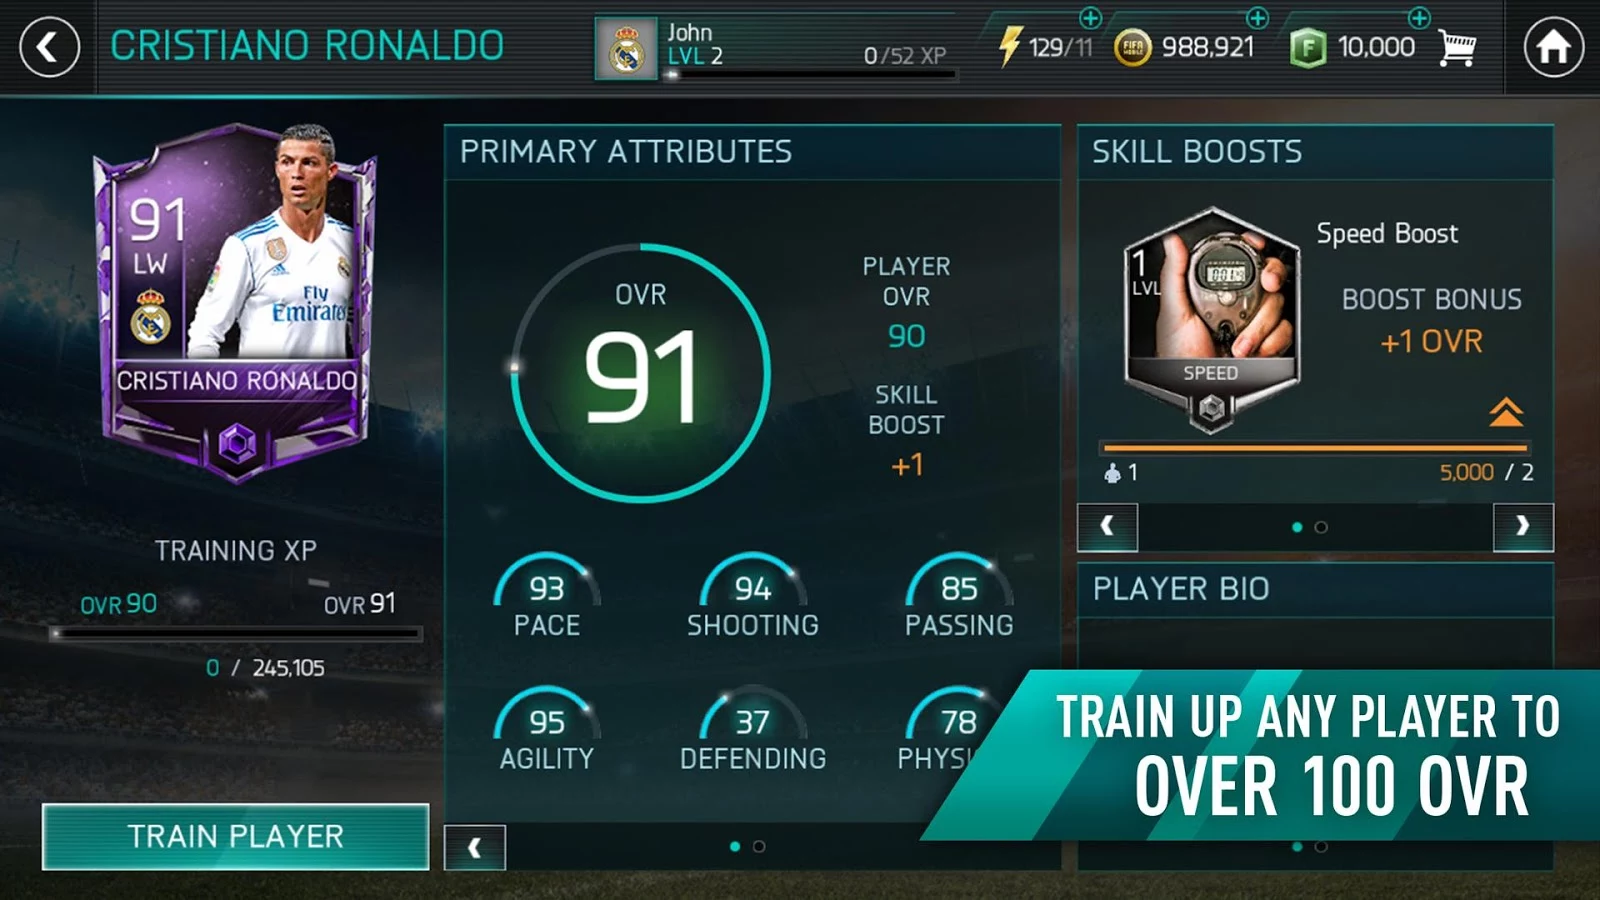 CRISTIANO RONALDO
John
LVL 2
0/52 XP
129/11
FIFA MOBILE
988,921
F
10,000
91
LW
Fly
Emirates
CRISTIANO RONALDO
TRAINING XP
OVR 90
OVR 91
0 / 245,105
TRAIN PLAYER
PRIMARY ATTRIBUTES
OVR
91
PLAYER
OVR
90
SKILL
BOOST
+1
93
PACE
94
SHOOTING
85
PASSING
95
AGILITY
37
DEFENDING
78
PHYSI
SKILL BOOSTS
1
LVL
SPEED
Speed Boost
BOOST BONUS
+1 OVR
1
5,000 / 2
PLAYER BIO
TRAIN UP ANY PLAYER TO
OVER 100 OVR